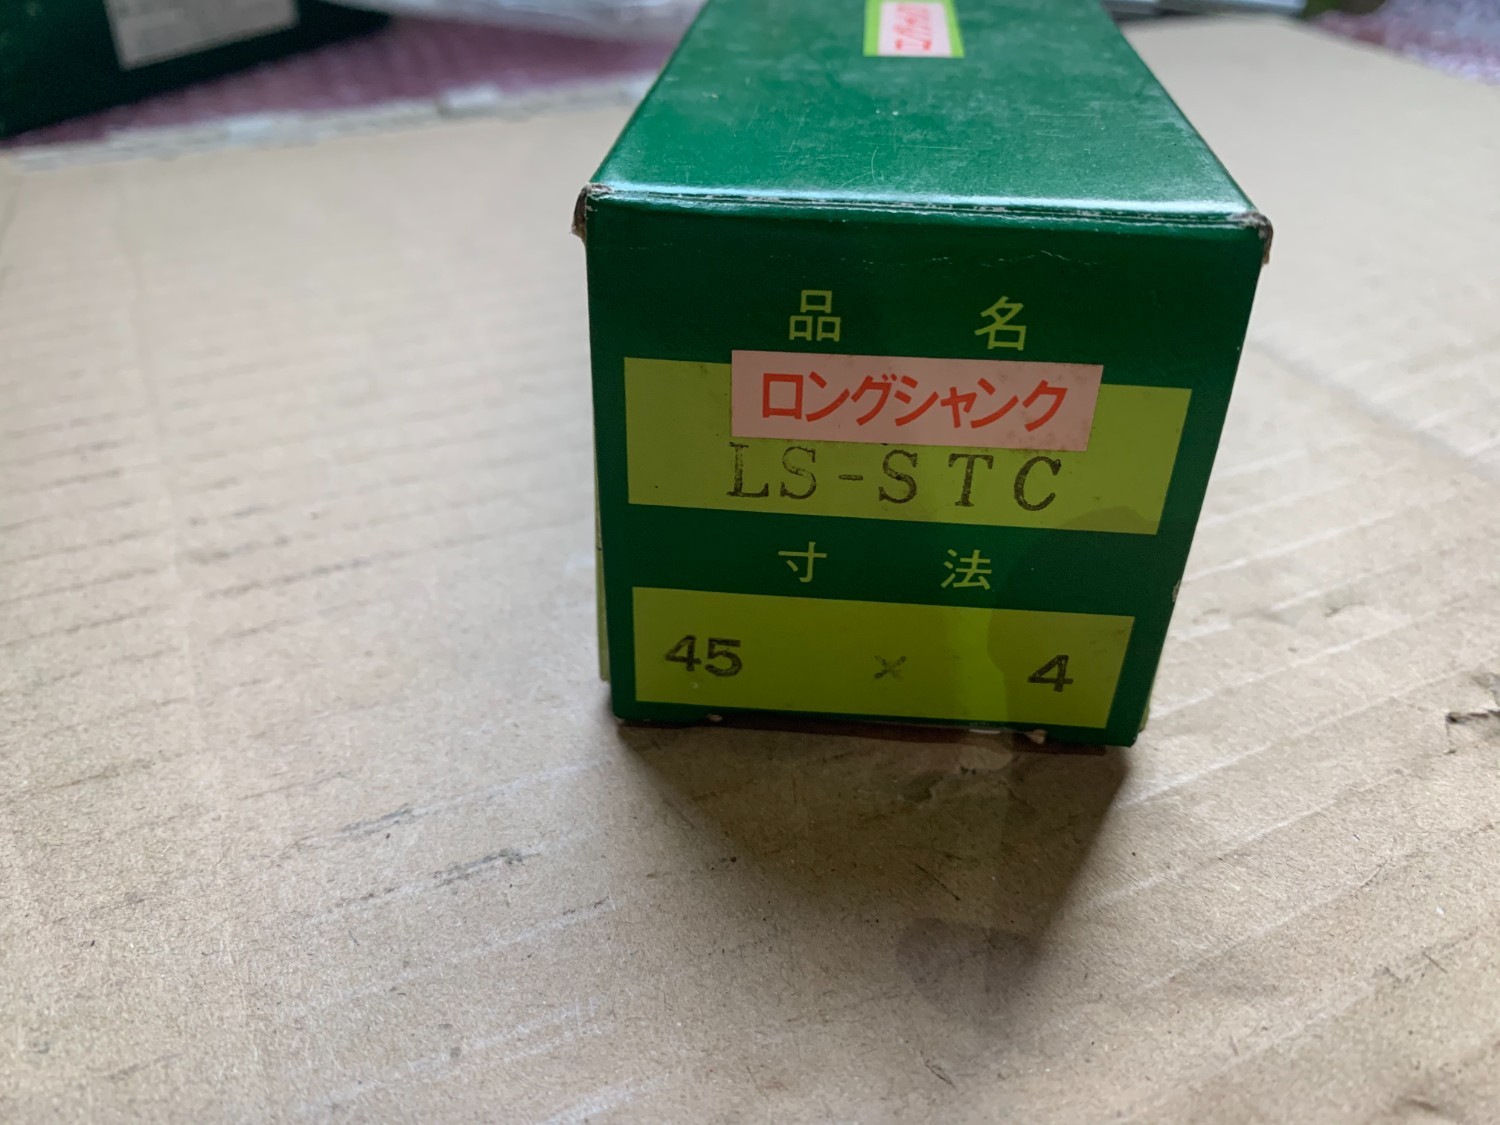 品名
ロングシャンク
LS-STC
寸法
45 × 4